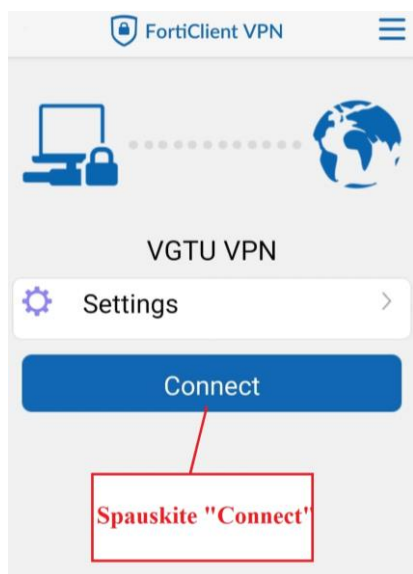 FortiClient VPN
VGTU VPN
Settings
Connect
Spauskite "Connect"